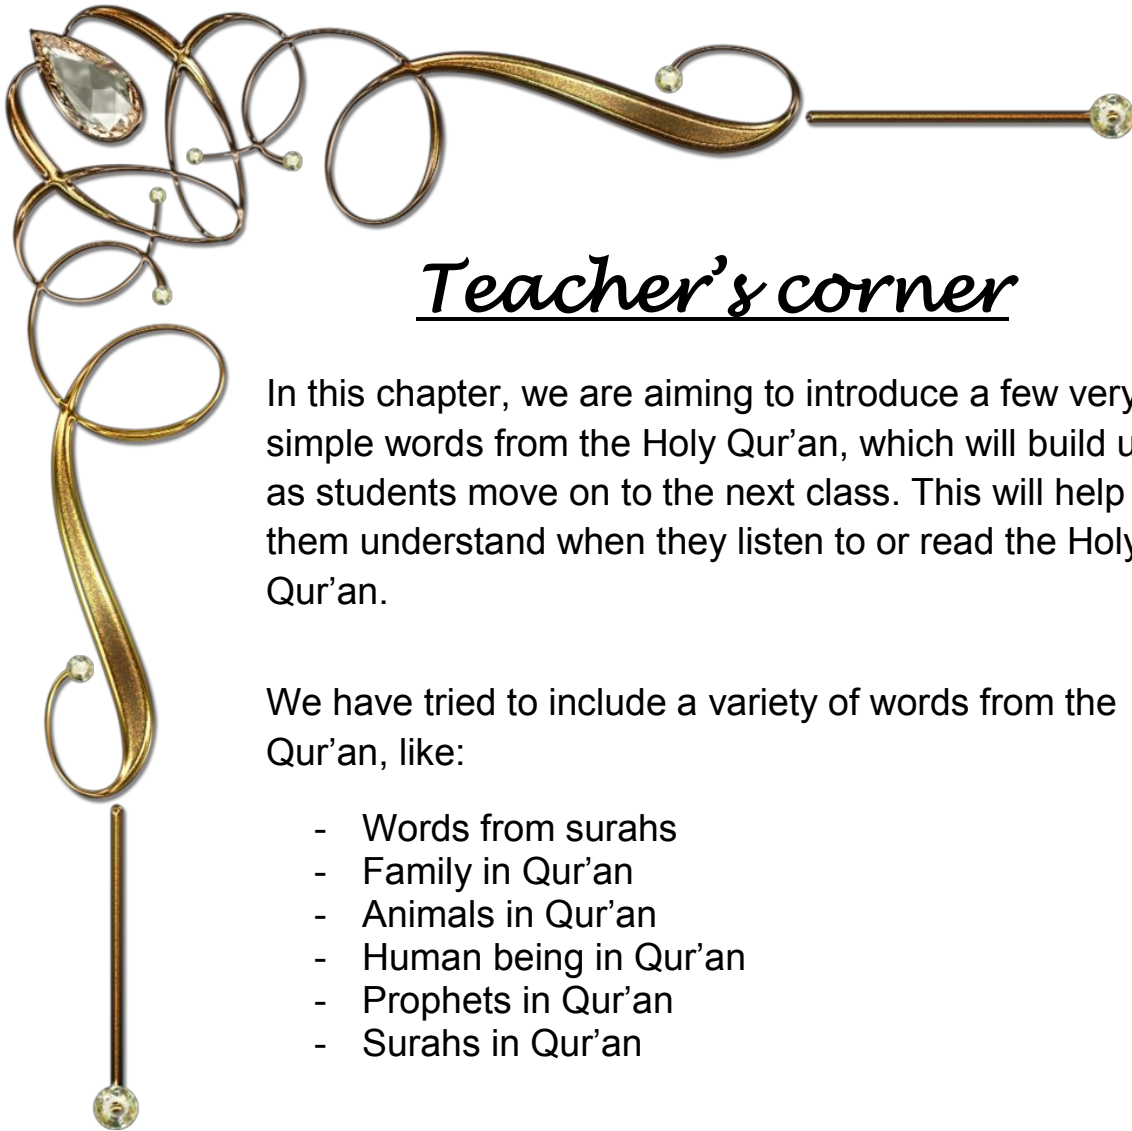 Teacher’s corner
In this chapter, we are aiming to introduce a few very
simple words from the Holy Qur’an, which will build u
as students move on to the next class. This will help
them understand when they listen to or read the Holy
Qur’an.
We have tried to include a variety of words from the
Qur’an, like:
- Words from surahs
- Family in Qur’an
- Animals in Qur’an
- Human being in Qur’an
- Prophets in Qur’an
- Surahs in Qur’an